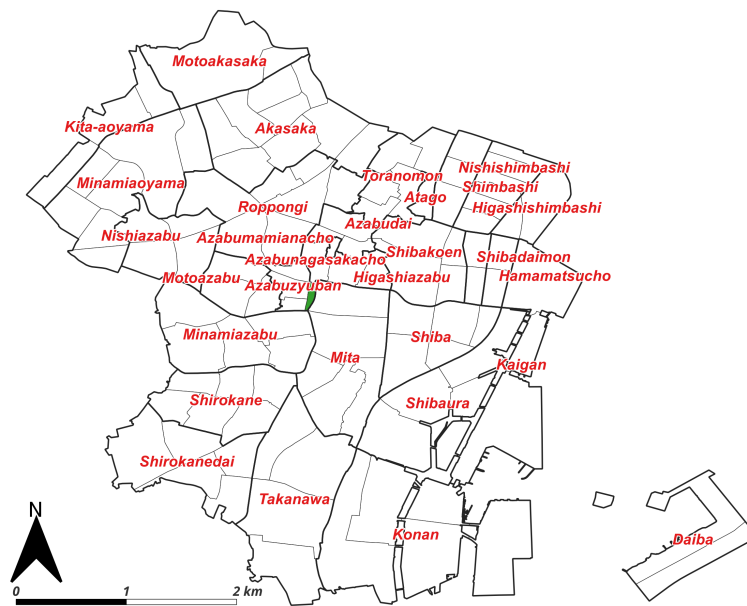 Motoakasaka
Kita-aoyama
Akasaka
Nishishimbashi
Toranomon
Minamiaoyama
Shimbashi
Atago
Roppongi
Higashishimbashi
Azabudai
Nishiazabu
Azabumamianacho
Shibakoen
Shibadaimon
Azabunagasakacho
Motoazabu
Higashiazabu
Hamamatsucho
Azabuzyuban
Minamiazabu
Shiba
Mita
Kaigan
Shirokane
Shibaura
Shirokanedai
Takanawa
N
Konan
Daiba
0 1 2 km